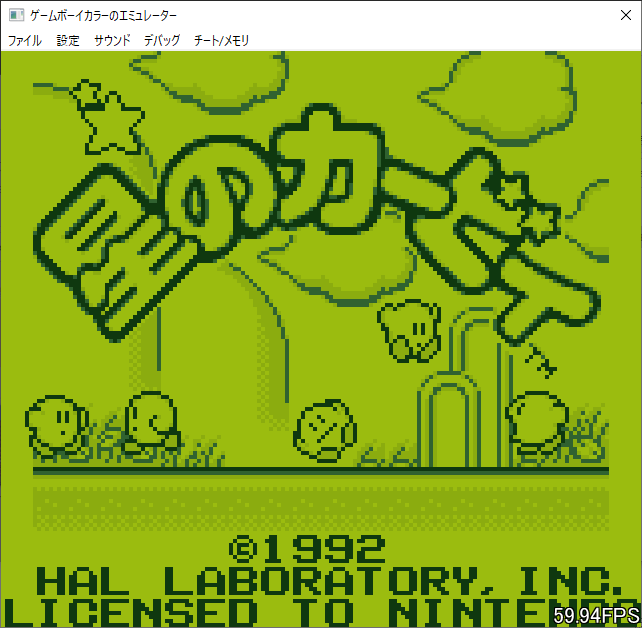 ゲームボーイカラーのエミュレーター
ファイル 設定 サウンド デバッグ チート/メモリ
星のカービィ
©1992
HAL LABORATORY, INC.
LICENSED TO NINTENDO
59.94FPS